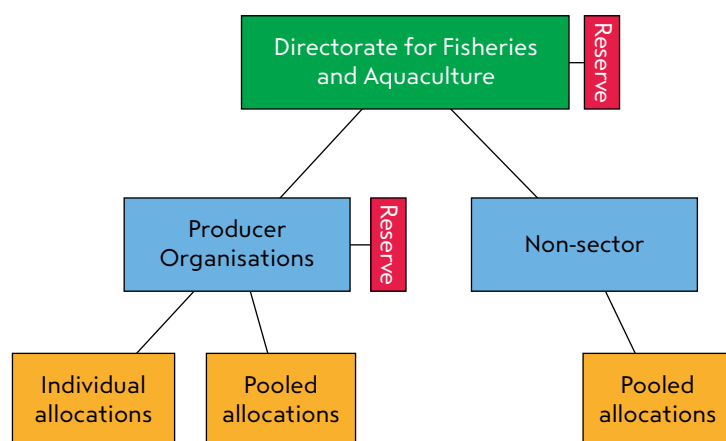 Directorate for Fisheries
and Aquaculture
Reserve
Producer
Organisations
Reserve
Non-sector
Individual
allocations
Pooled
allocations
Pooled
allocations